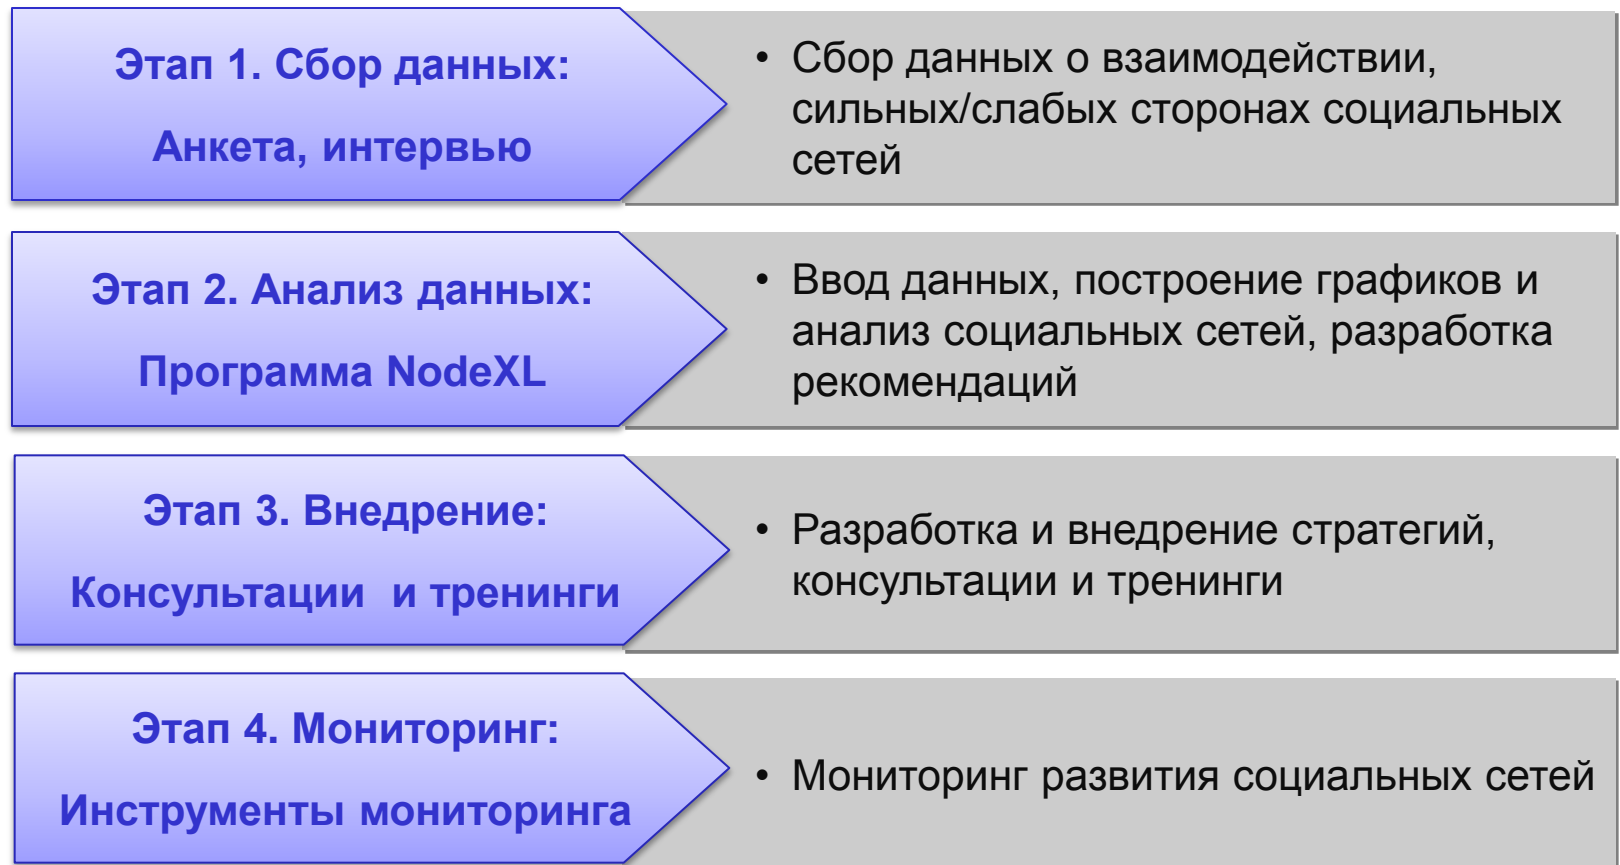 Этап 1. Сбор данных:
Анкета, интервью
• Сбор данных о взаимодействии,
сильных/слабых сторонах социальных
сетей
Этап 2. Анализ данных:
Программа NodeXL
• Ввод данных, построение графиков и
анализ социальных сетей, разработка
рекомендаций
Этап 3. Внедрение:
Консультации и тренинги
• Разработка и внедрение стратегий,
консультации и тренинги
Этап 4. Мониторинг:
Инструменты мониторинга
• Мониторинг развития социальных сетей